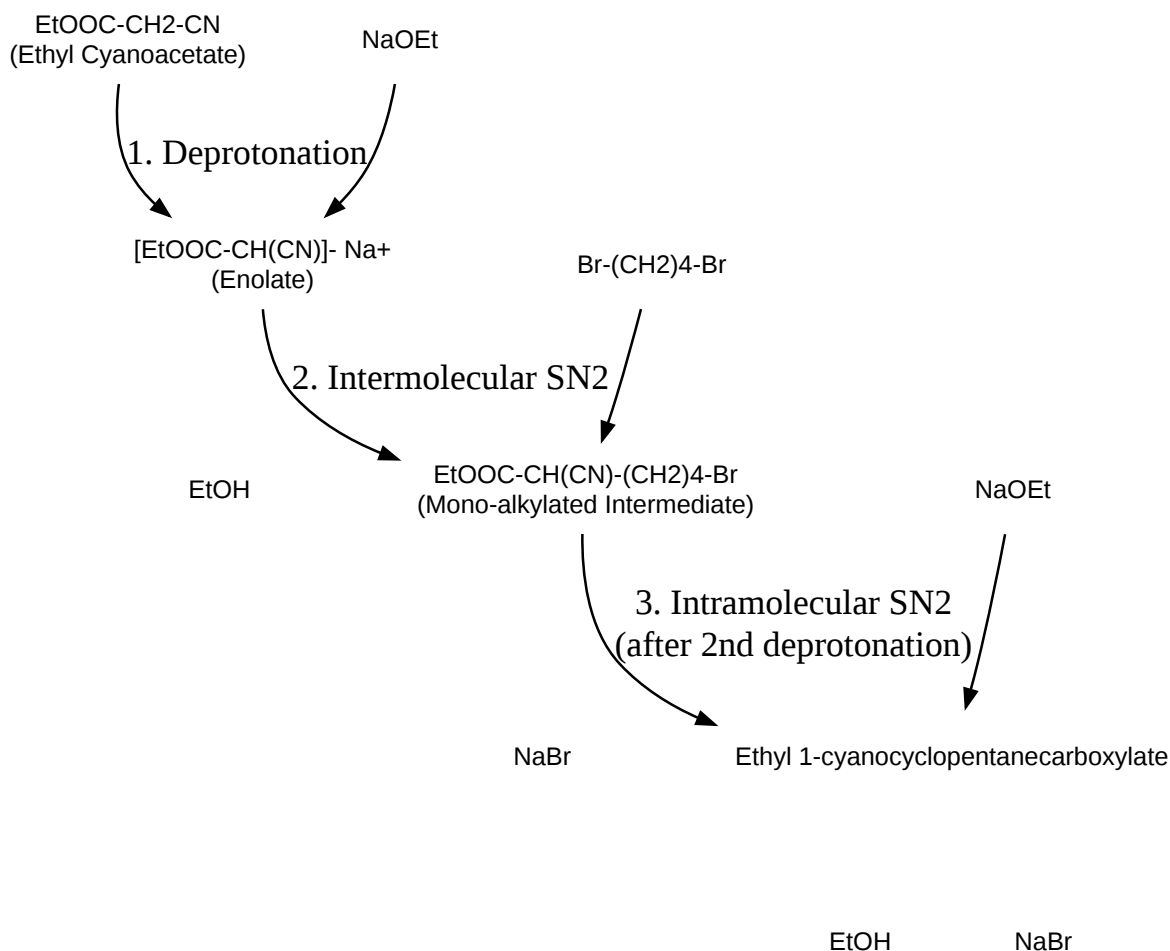 EtOOC-CH2-CN
(Ethyl Cyanoacetate)
NaOEt
1. Deprotonation
[EtOOC-CH(CN)]- Na+
(Enolate)
Br-(CH2)4-Br
2. Intermolecular SN2
EtOH
EtOOC-CH(CN)-(CH2)4-Br
(Mono-alkylated Intermediate)
NaOEt
3. Intramolecular SN2
(after 2nd deprotonation)
NaBr
Ethyl 1-cyanocyclopentanecarboxylate
EtOH
NaBr